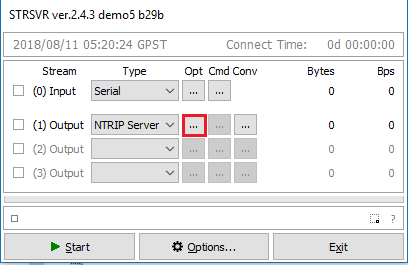 STRSVR ver.2.4.3 demo5 b29b
2018/08/11 05:20:24 GPST Connect Time: 0d 00:00:00
Stream Type Opt Cmd Conv Bytes Bps
(0) Input Serial ... ... 0 0
(1) Output NTRIP Server ... ... ... 0 0
(2) Output ... ... ... 0 0
(3) Output ... ... ... 0 0
?
Start Options... Exit